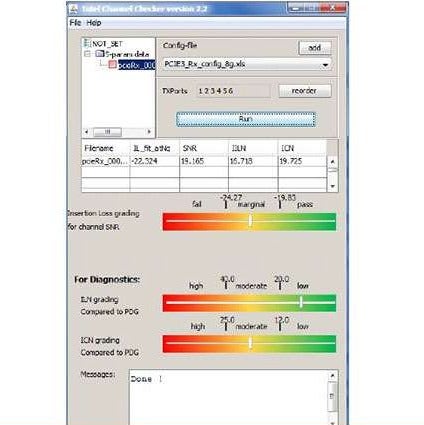 Intel Channel Checker version 2.2
File Help
NOT_SET
S-param data
pcieRx_000
Config-file
add
PCIE3_Rx_config_8g.xls
TXPorts 1 2 3 4 5 6
reorder
Run
Filename IL_fit_atNq SNR ILN ICN
pcieRx_000... -22.324 19.165 16.718 19.725
-24.27 -19.83
fail marginal pass
Insertion Loss grading
for channel SNR
For Diagnostics:
40.0 20.0
high moderate low
ILN grading
Compared to PDG
25.0 12.0
high moderate low
ICN grading
Compared to PDG
Messages:
Done !